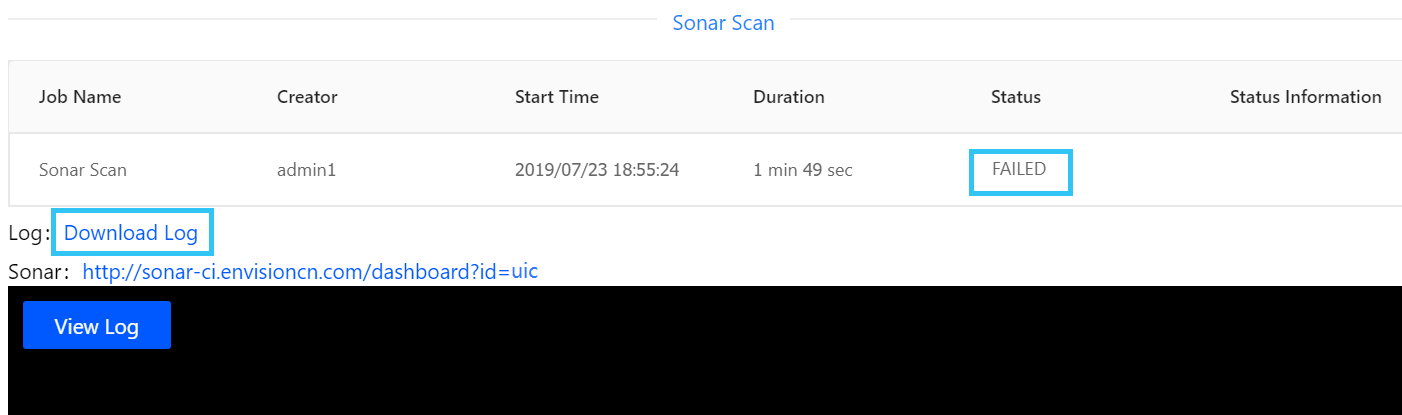 Sonar Scan
Job Name Creator Start Time Duration Status Status Information
Sonar Scan admin1 2019/07/23 18:55:24 1 min 49 sec FAILED
Log: Download Log
Sonar: http://sonar-ci.envisioncn.com/dashboard?id=uic
View Log